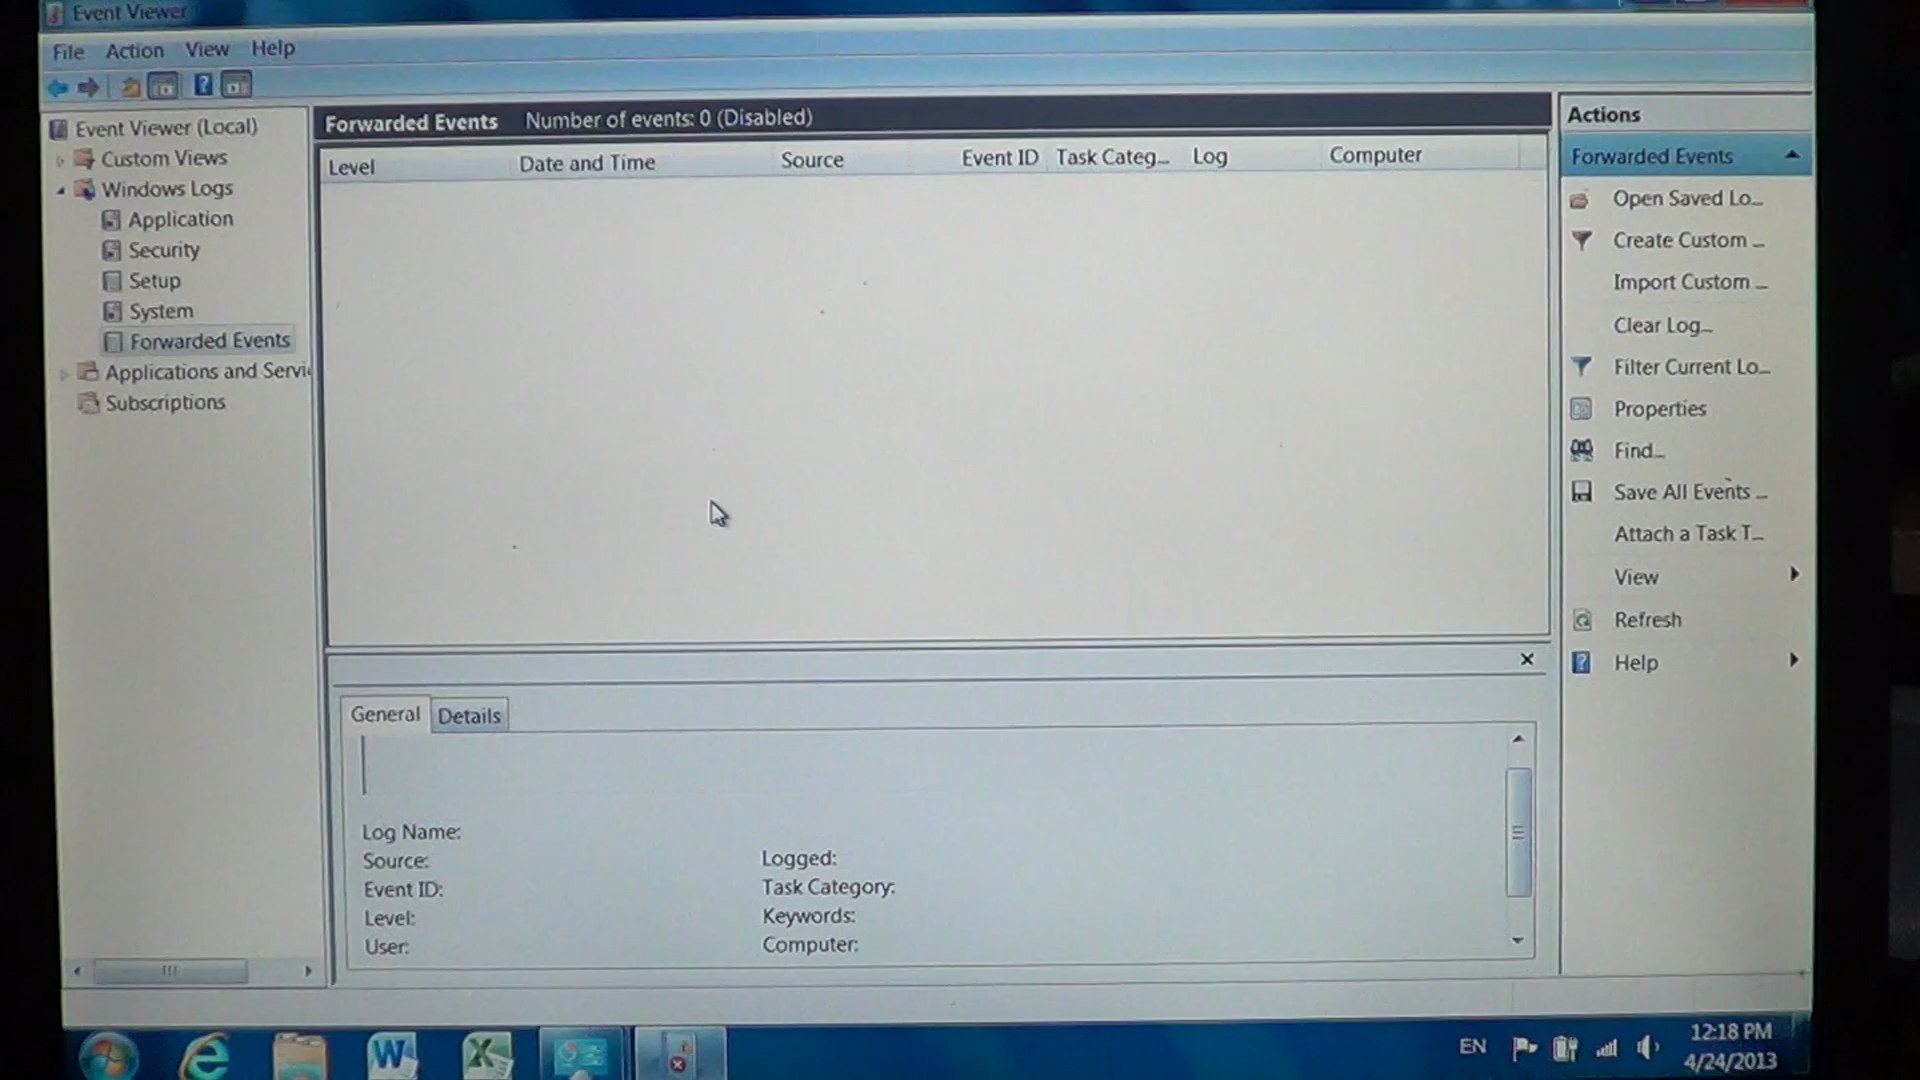 Event Viewer
File Action View Help
Event Viewer (Local)
Custom Views
Windows Logs
Application
Security
Setup
System
Forwarded Events
Applications and Servi
Subscriptions
Forwarded Events Number of events: 0 (Disabled)
Level Date and Time Source Event ID Task Categ... Log Computer
General Details
Log Name:
Source: Logged:
Event ID: Task Category:
Level: Keywords:
User: Computer:
Actions
Forwarded Events
Open Saved Lo...
Create Custom ...
Import Custom ...
Clear Log...
Filter Current Lo...
Properties
Find...
Save All Events ...
Attach a Task T...
View
Refresh
Help
EN
12:18 PM
4/24/2013